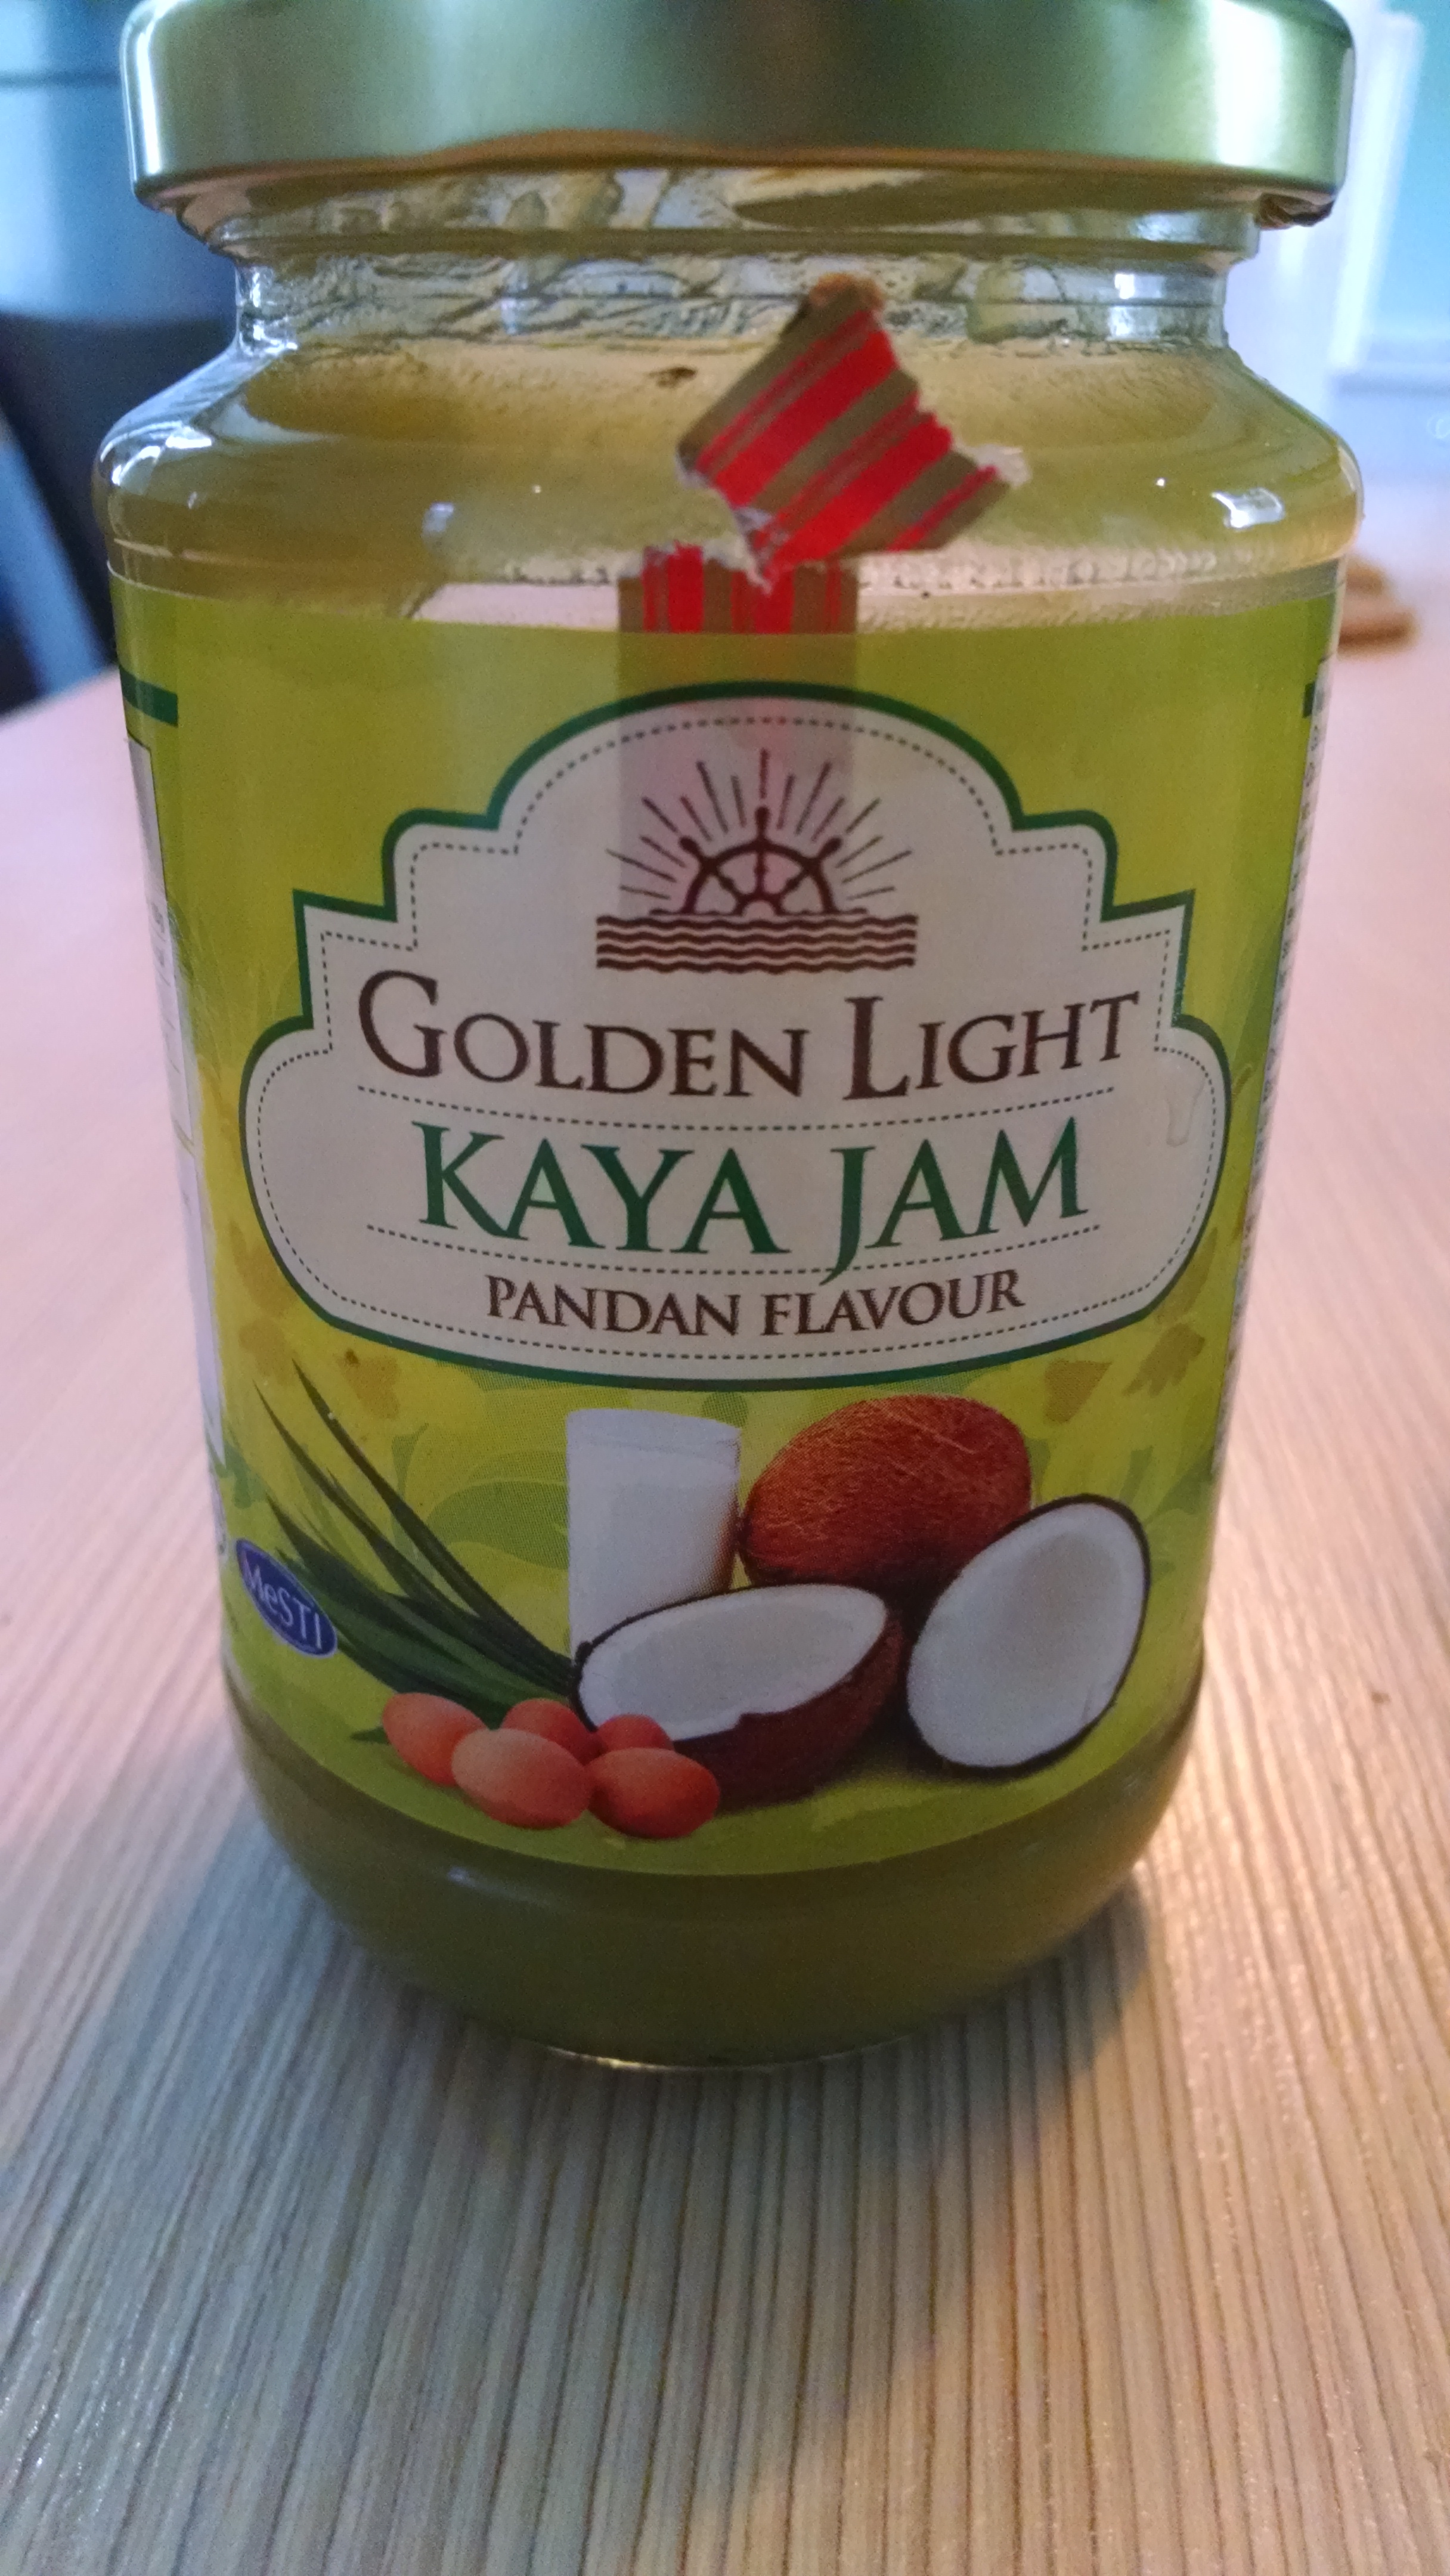 GOLDEN LIGHT
KAYA JAM
PANDAN FLAVOUR
MeSTI